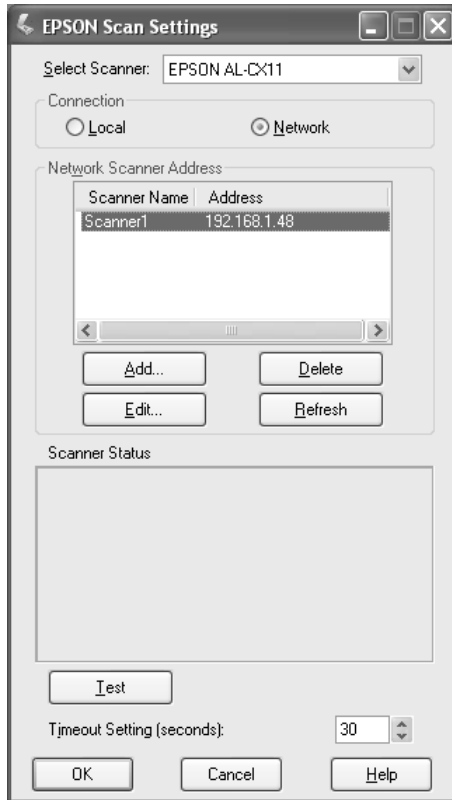 EPSON Scan Settings
Select Scanner: EPSON AL-CX11
Connection
Local Network
Network Scanner Address
Scanner Name Address
Scanner1 192.168.1.48
Add... Delete
Edit... Refresh
Scanner Status
Test
Timeout Setting (seconds): 30
OK Cancel Help